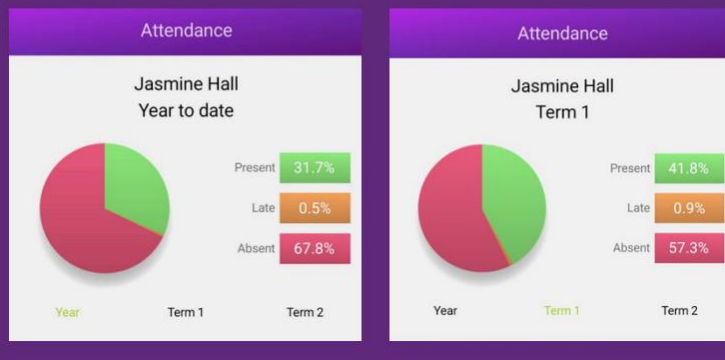 Attendance
Jasmine Hall
Year to date
Present 31.7%
Late 0.5%
Absent 67.8%
Year Term 1 Term 2
Attendance
Jasmine Hall
Term 1
Present 41.8%
Late 0.9%
Absent 57.3%
Year Term 1 Term 2